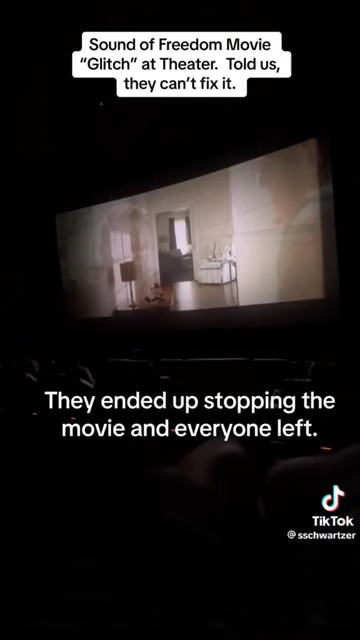 Sound of Freedom Movie
“Glitch” at Theater.  Told us,
they can’t fix it.
They ended up stopping the
movie and everyone left.
TikTok
@sschwartzer